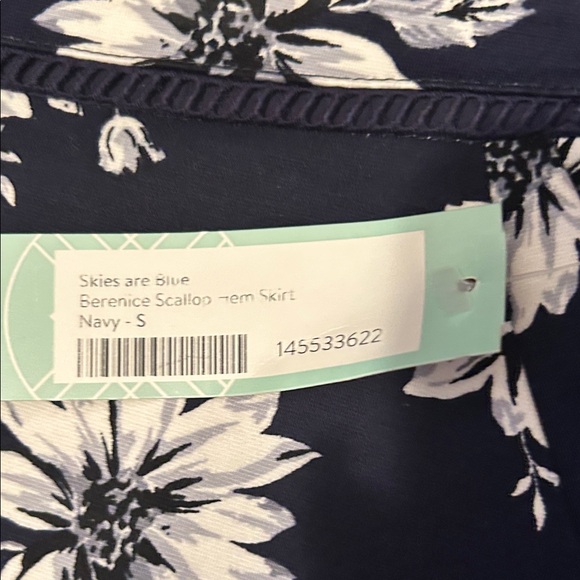 Skies are Blue
Berenice Scallop Hem Skirt
Navy - S
145533622